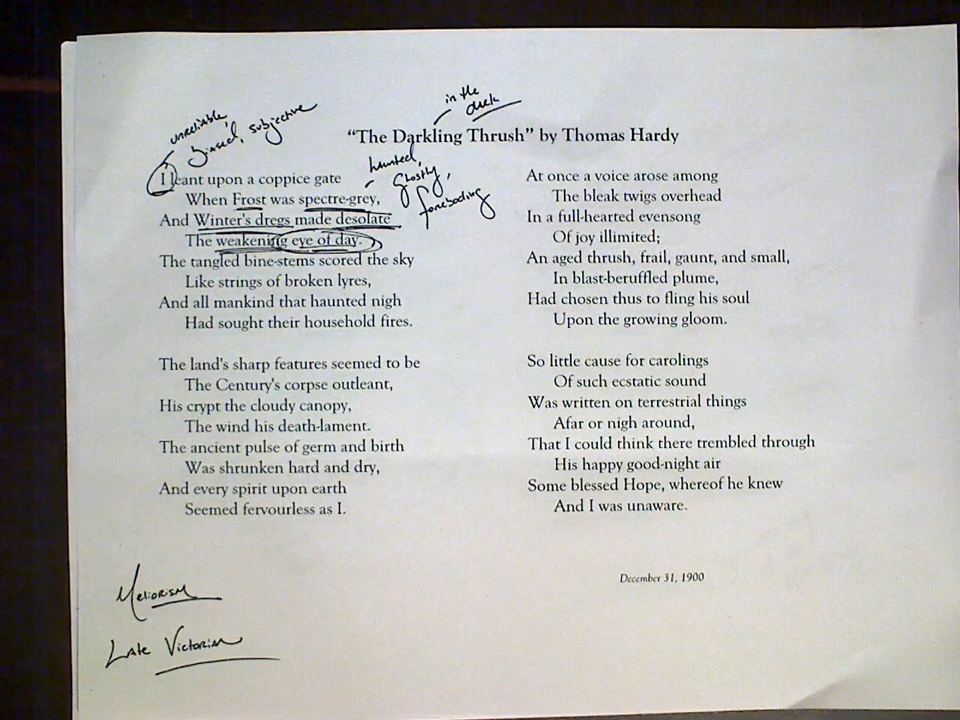 in the
dark
unreliable,
biased, subjective
"The Darkling Thrush" by Thomas Hardy
haunted,
ghostly,
foreboding
I leant upon a coppice gate
When Frost was spectre-grey,
And Winter's dregs made desolate
The weakening eye of day.
The tangled bine-stems scored the sky
Like strings of broken lyres,
And all mankind that haunted nigh
Had sought their household fires.
The land's sharp features seemed to be
The Century's corpse outleant,
His crypt the cloudy canopy,
The wind his death-lament.
The ancient pulse of germ and birth
Was shrunken hard and dry,
And every spirit upon earth
Seemed fervourless as I.
At once a voice arose among
The bleak twigs overhead
In a full-hearted evensong
Of joy illimited;
An aged thrush, frail, gaunt, and small,
In blast-beruffled plume,
Had chosen thus to fling his soul
Upon the growing gloom.
So little cause for carolings
Of such ecstatic sound
Was written on terrestrial things
Afar or nigh around,
That I could think there trembled through
His happy good-night air
Some blessed Hope, whereof he knew
And I was unaware.
December 31, 1900
Meliorism
Late Victorian